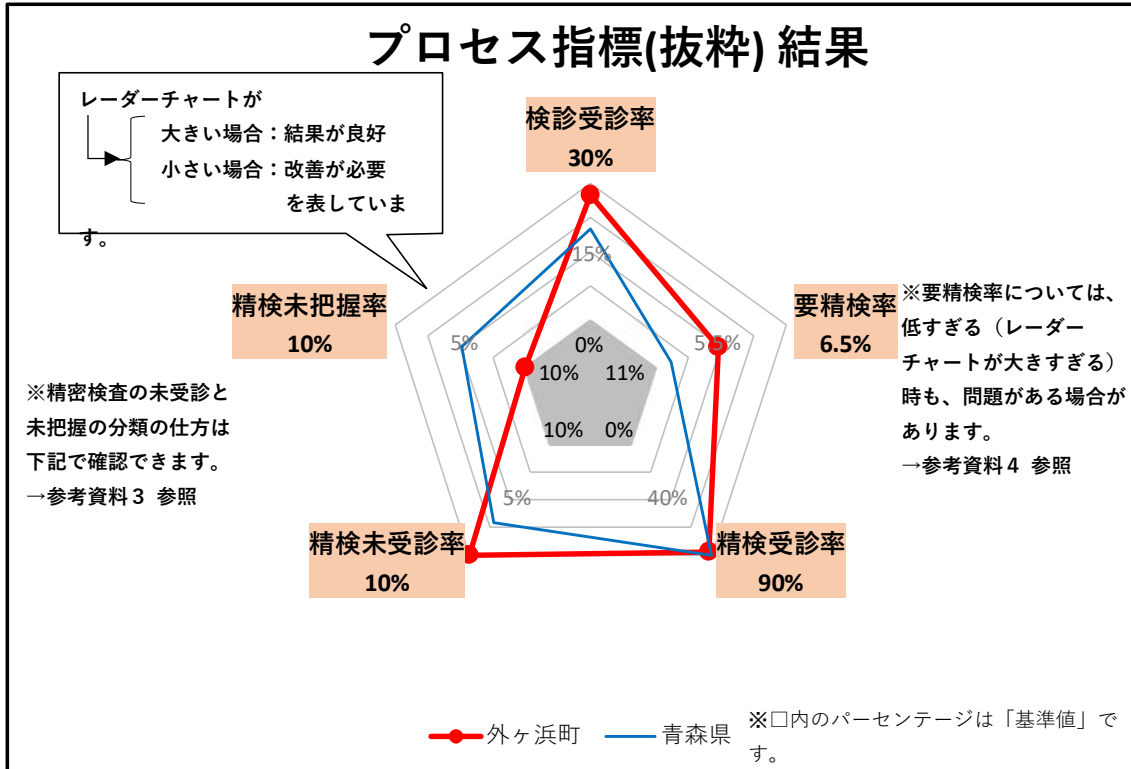 プロセス指標(抜粋) 結果
レーダーチャートが
大きい場合：結果が良好
小さい場合：改善が必要
を表していま
す。
検診受診率
30%
15%
0%
精検未把握率
10%
5%
10%
要精検率
6.5%
5.5%
11%
※要精検率については、
低すぎる（レーダー
チャートが大きすぎる）
時も、問題がある場合が
あります。
→参考資料４ 参照
※精密検査の未受診と
未把握の分類の仕方は
下記で確認できます。
→参考資料３ 参照
10%
0%
5%
40%
精検未受診率
10%
精検受診率
90%
外ヶ浜町
青森県
※□内のパーセンテージは「基準値」で
す。